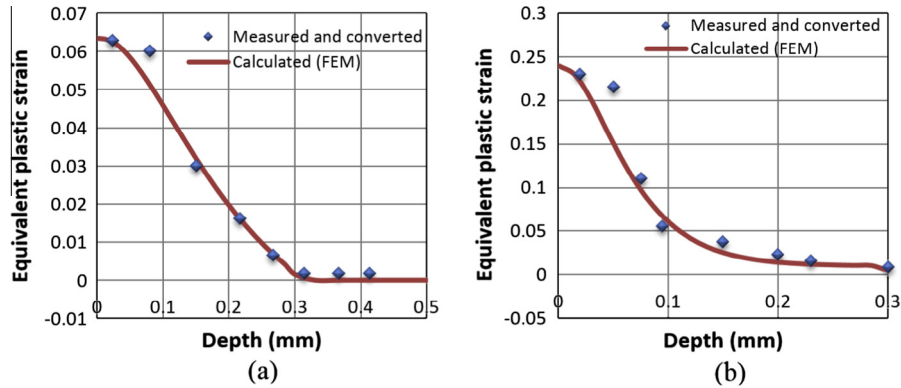 0.07
0.06
0.05
0.04
0.03
0.02
0.01
0
-0.01
Equivalent plastic strain
Measured and converted
Calculated (FEM)
0 0.1 0.2 0.3 0.4 0.5
Depth (mm)
(a)
0.3
0.25
0.2
0.15
0.1
0.05
0
-0.05
Equivalent plastic strain
Measured and converted
Calculated (FEM)
0 0.1 0.2 0.3
Depth (mm)
(b)